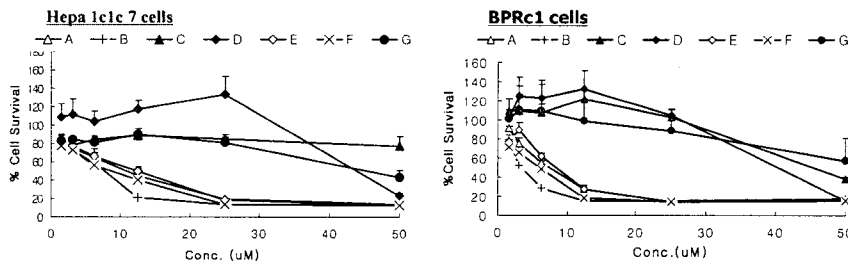 Hepa 1c1c 7 cells
A B C D E F G
180
160
140
120
100
80
60
40
20
0
% Cell Survival
0 10 20 30 40 50
Conc. (uM)
BPRc1 cells
A B C D E F G
160
140
120
100
80
60
40
20
0
%Cell Survival
0 10 20 30 40 50
Conc.(uM)